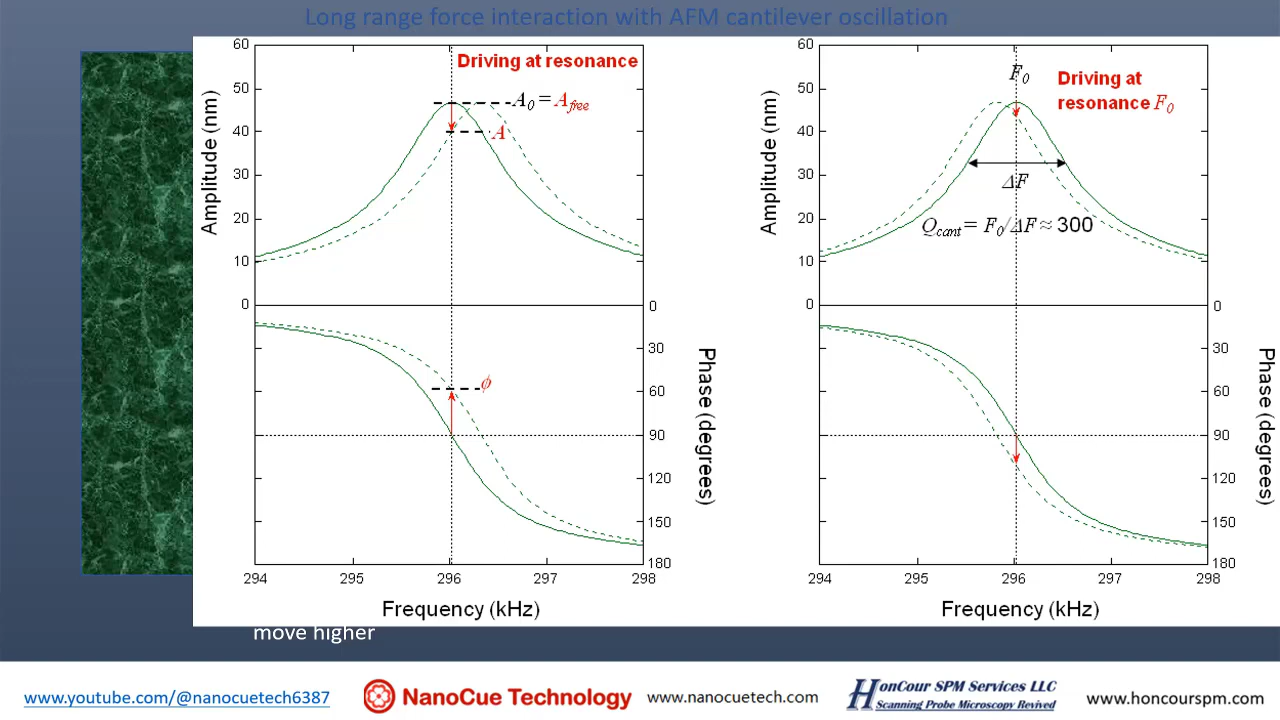 Long range force interaction with AFM cantilever oscillation
60
50
40
30
20
10
0
Amplitude (nm)
Driving at resonance
A0 = Afree
A
ϕ
0
30
60
90
120
150
180
Phase (degrees)
294 295 296 297 298
Frequency (kHz)
60
50
40
30
20
10
0
Amplitude (nm)
F0
Driving at
resonance F0
ΔF
Qcant = F0/ΔF ≈ 300
0
30
60
90
120
150
180
Phase (degrees)
294 295 296 297 298
Frequency (kHz)
move higher
www.youtube.com/@nanocuetech6387
NanoCue Technology
www.nanocuetech.com
HonCour SPM Services LLC
Scanning Probe Microscopy Revived
www.honcourspm.com